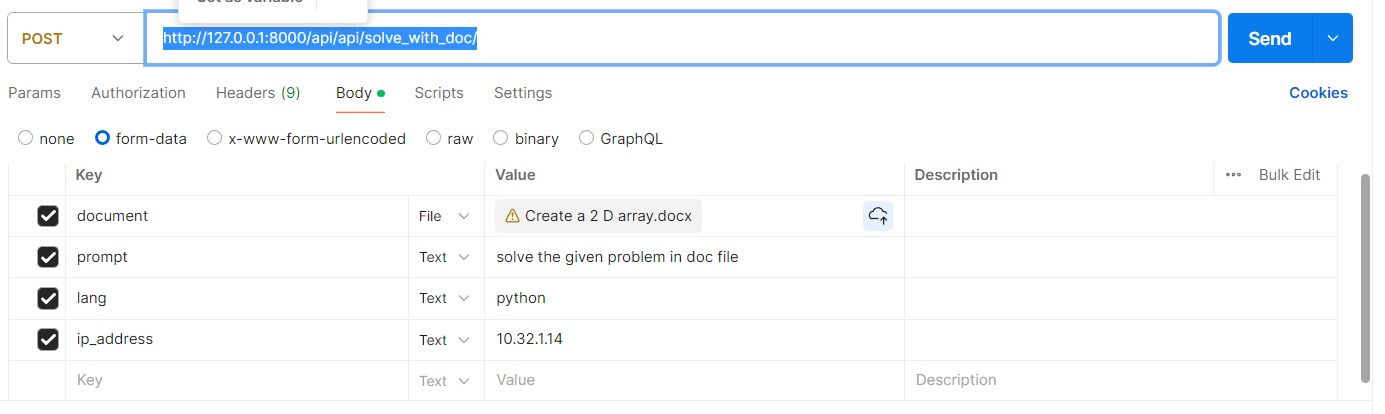 Set as variable
POST http://127.0.0.1:8000/api/api/solve_with_doc/ Send
Params Authorization Headers (9) Body Scripts Settings Cookies
none form-data x-www-form-urlencoded raw binary GraphQL
Key Value Description ••• Bulk Edit
document File Create a 2 D array.docx
prompt Text solve the given problem in doc file
lang Text python
ip_address Text 10.32.1.14
Key Text Value Description